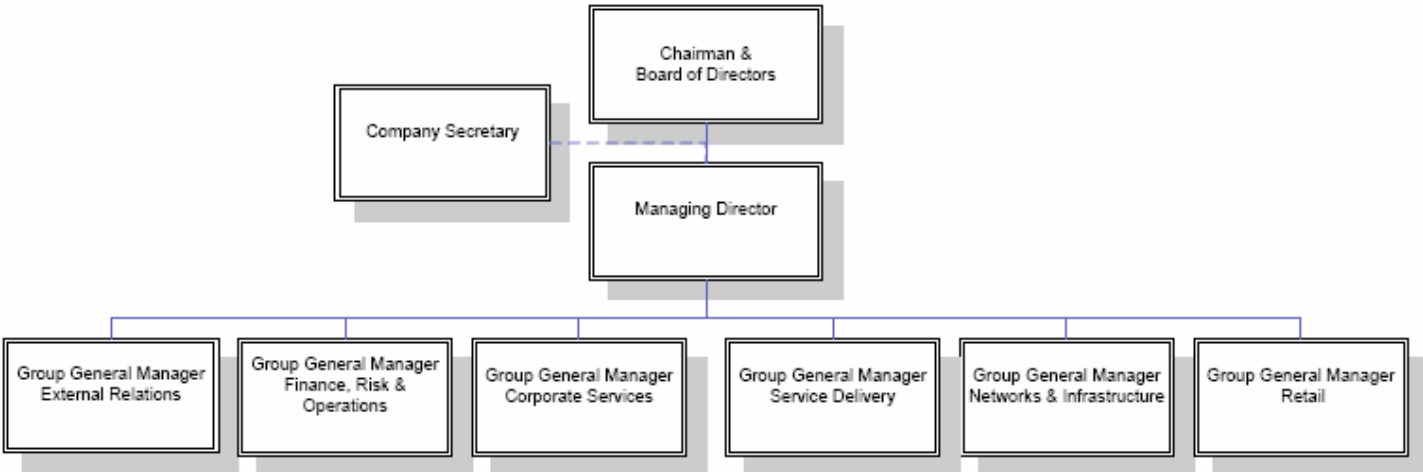 Chairman &
Board of Directors
Company Secretary
Managing Director
Group General Manager
External Relations
Group General Manager
Finance, Risk &
Operations
Group General Manager
Corporate Services
Group General Manager
Service Delivery
Group General Manager
Networks & Infrastructure
Group General Manager
Retail